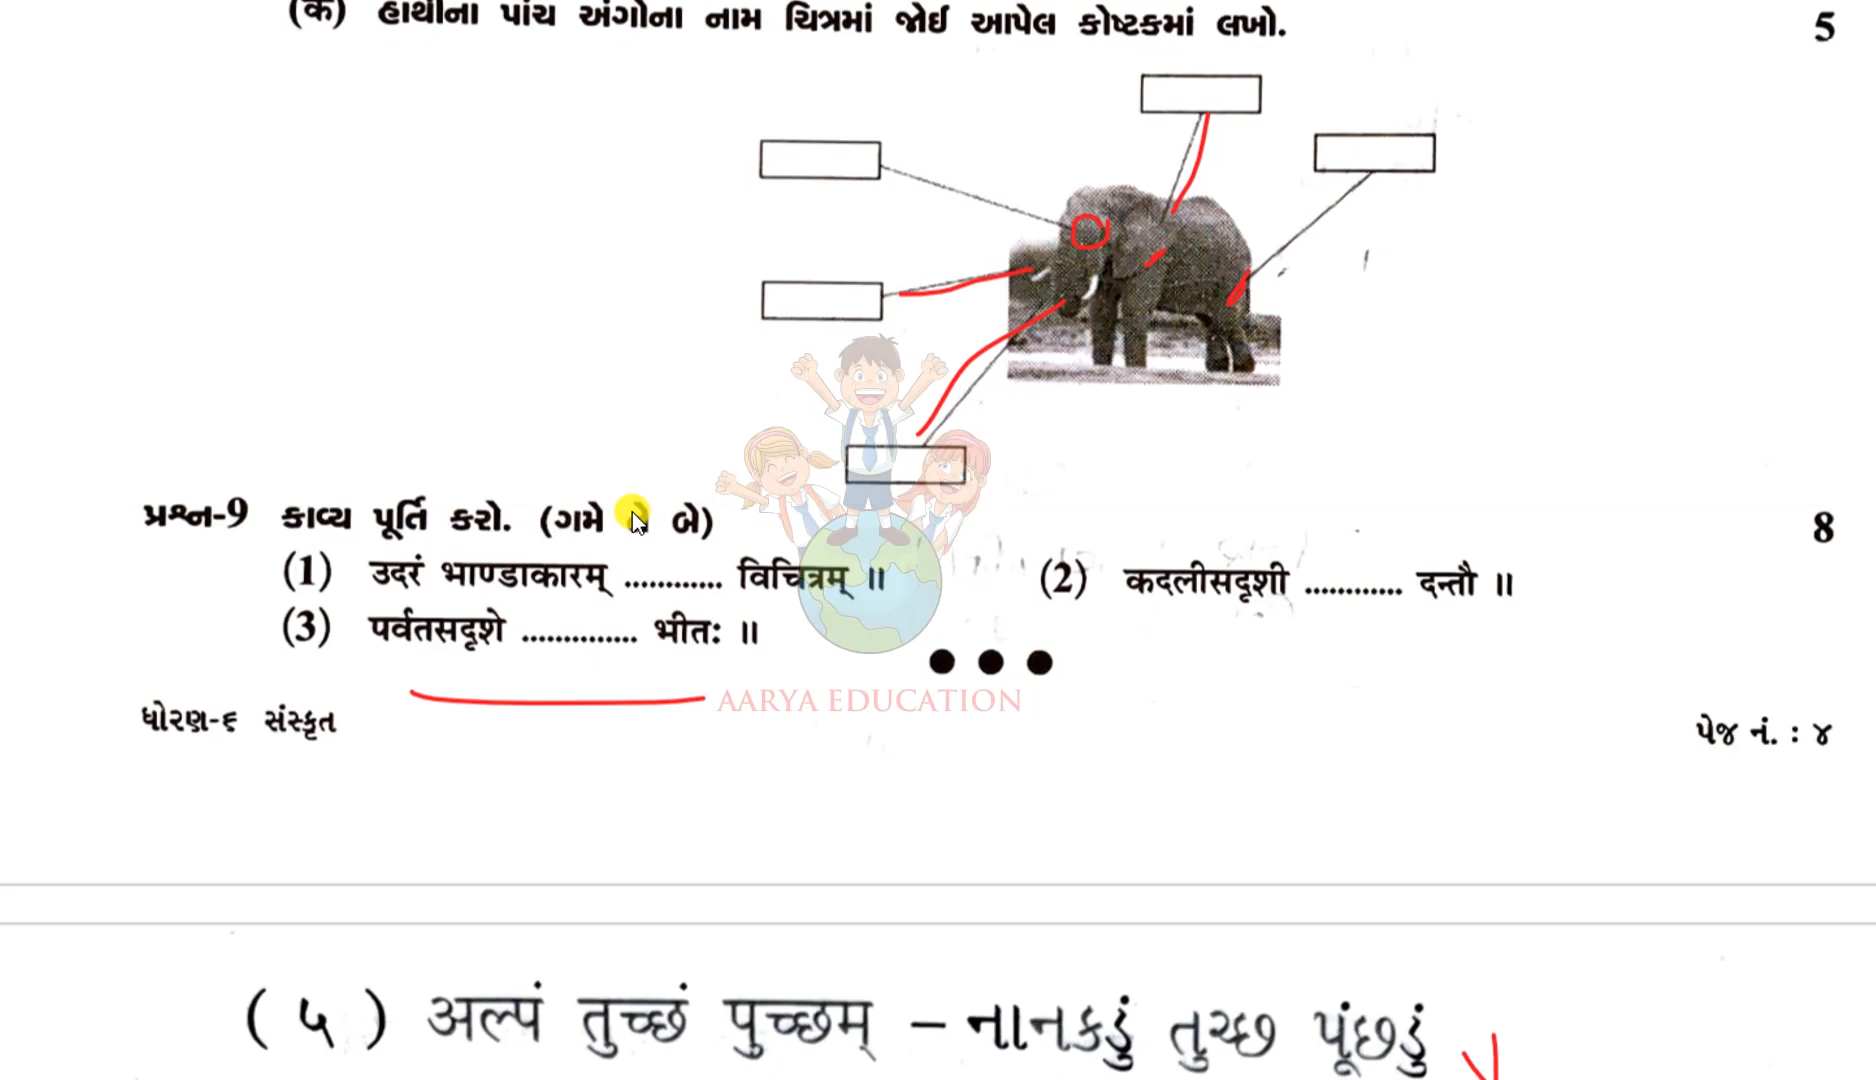 (ક) હાથીના પાંચ અંગોના નામ ચિત્રમાં જોઈ આપેલ કોષ્ટકમાં લખો. 5
પ્રશ્ન-9 કાવ્ય પૂર્તિ કરો. (ગમે બે) 8
(1) उदरं भाण्डाकारम् ............ विचित्रम् ॥ (2) कदलीसदृशी ............ दन्तौ ॥
(3) पर्वतसदृशे .............. भीतः ॥
AARYA EDUCATION
ધોરણ-૬ સંસ્કૃત પેજ નં. : ૪
( ५ ) अल्पं तुच्छं पुच्छम् – નાનકડું તુચ્છ પૂંછડું